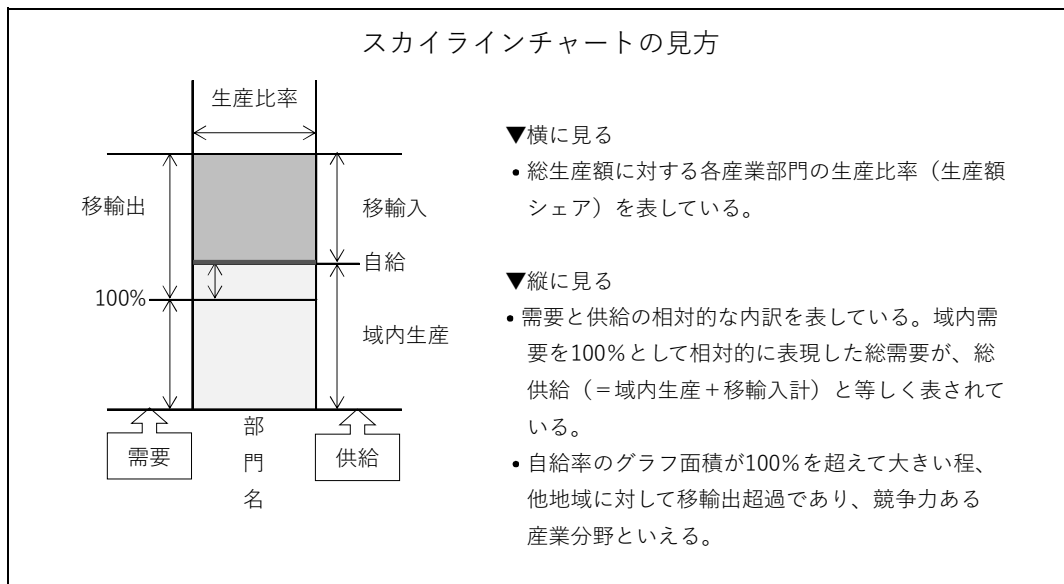 スカイラインチャートの見方
生産比率
移輸出
100%
移輸入
自給
域内生産
需要
部門名
供給
▼横に見る
• 総生産額に対する各産業部門の生産比率（生産額
シェア）を表している。
▼縦に見る
• 需要と供給の相対的な内訳を表している。域内需
要を100％として相対的に表現した総需要が、総
供給（＝域内生産＋移輸入計）と等しく表されて
いる。
• 自給率のグラフ面積が100％を超えて大きい程、
他地域に対して移輸出超過であり、競争力ある
産業分野といえる。